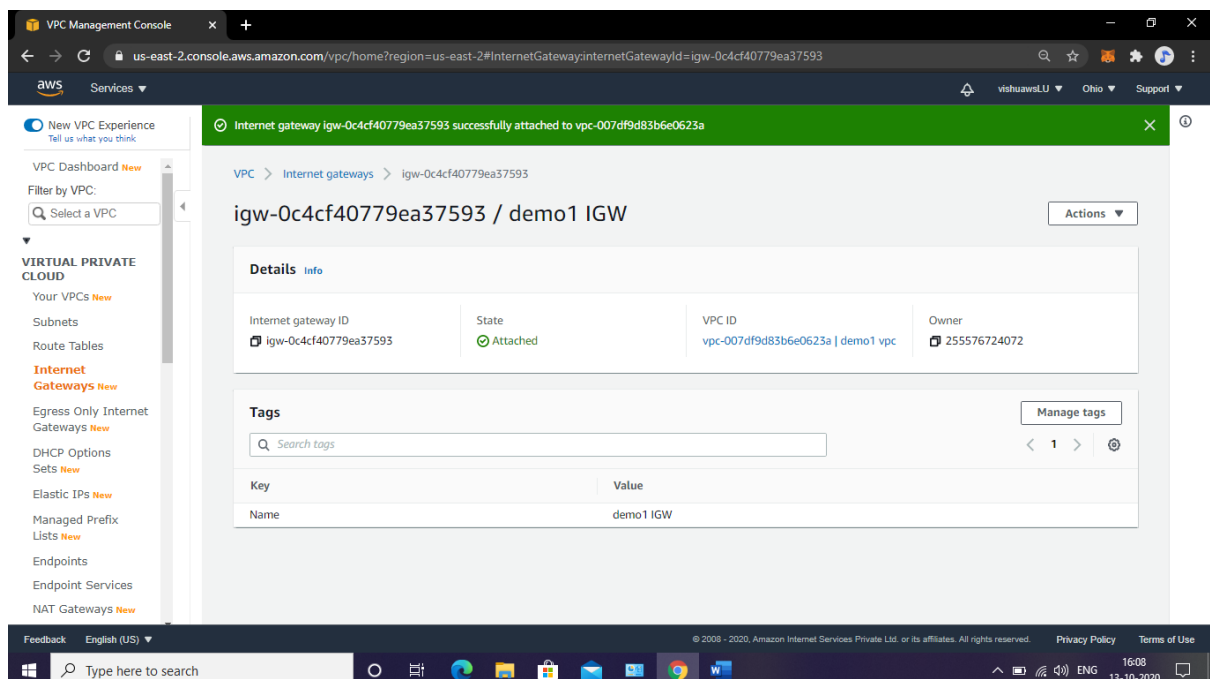 VPC Management Console
us-east-2.console.aws.amazon.com/vpc/home?region=us-east-2#InternetGateway:internetGatewayId=igw-0c4cf40779ea37593
aws Services vishuawsLU Ohio Support
New VPC Experience
Tell us what you think
Internet gateway igw-0c4cf40779ea37593 successfully attached to vpc-007df9d83b6e0623a
VPC Dashboard New
Filter by VPC:
Select a VPC
VIRTUAL PRIVATE
CLOUD
Your VPCs New
Subnets
Route Tables
Internet
Gateways New
Egress Only Internet
Gateways New
DHCP Options
Sets New
Elastic IPs New
Managed Prefix
Lists New
Endpoints
Endpoint Services
NAT Gateways New
VPC > Internet gateways > igw-0c4cf40779ea37593
igw-0c4cf40779ea37593 / demo1 IGW
Actions
Details Info
Internet gateway ID
igw-0c4cf40779ea37593
State
Attached
VPC ID
vpc-007df9d83b6e0623a | demo1 vpc
Owner
255576724072
Tags
Manage tags
Search tags
< 1 >
Key Value
Name demo1 IGW
Feedback English (US) © 2008 - 2020, Amazon Internet Services Private Ltd. or its affiliates. All rights reserved. Privacy Policy Terms of Use
Type here to search
ENG
16:08
13-10-2020